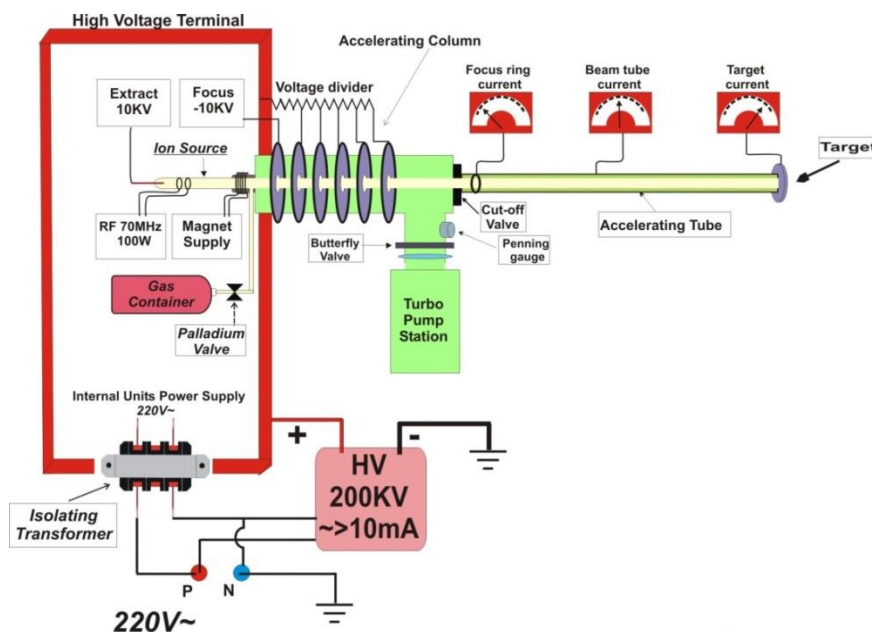 High Voltage Terminal
Accelerating Column
Extract
10KV
Focus
-10KV
Voltage divider
Focus ring
current
Beam tube
current
Target
current
Ion Source
Target
RF 70MHz
100W
Magnet
Supply
Cut-off
Valve
Accelerating Tube
Butterfly
Valve
Penning
gauge
Gas
Container
Palladium
Valve
Turbo
Pump
Station
Internal Units Power Supply
220V~
+
-
HV
200KV
~>10mA
Isolating
Transformer
P
N
220V~